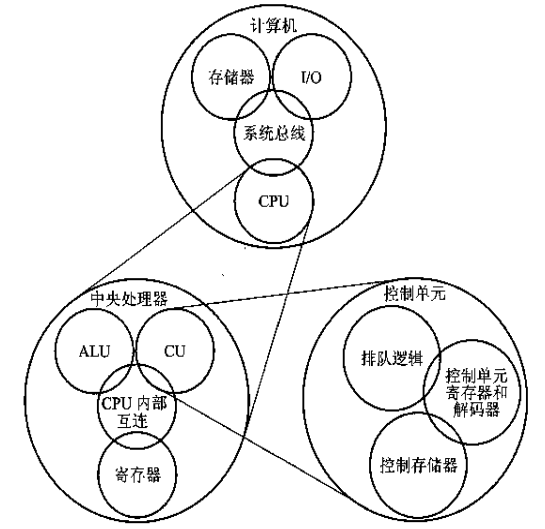 计算机
存储器
I/O
系统总线
CPU
中央处理器
ALU
CU
CPU 内部
互连
寄存器
控制单元
排队逻辑
控制单元
寄存器和
解码器
控制存储器